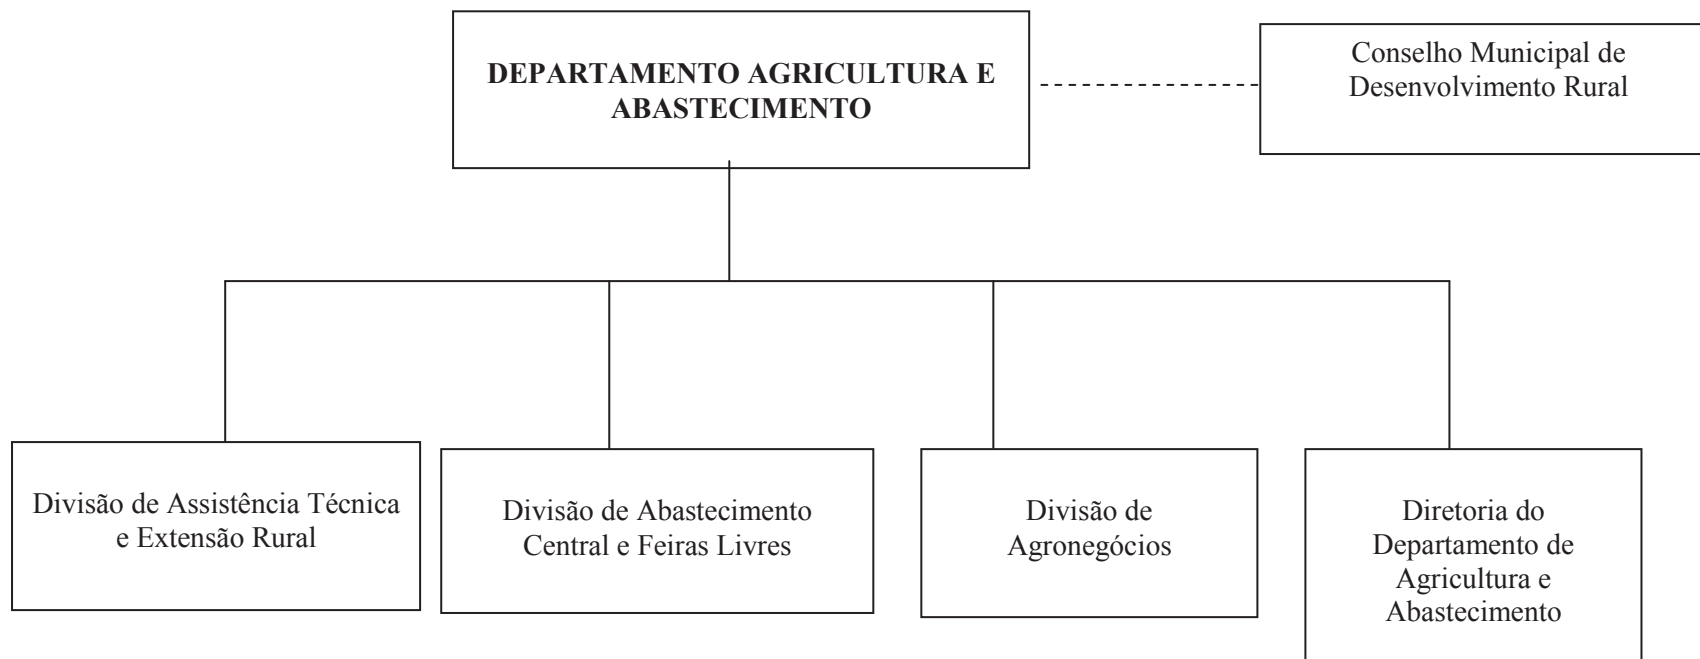 DEPARTAMENTO AGRICULTURA E
ABASTECIMENTO
Conselho Municipal de
Desenvolvimento Rural
Divisão de Assistência Técnica
e Extensão Rural
Divisão de Abastecimento
Central e Feiras Livres
Divisão de
Agronegócios
Diretoria do
Departamento de
Agricultura e
Abastecimento